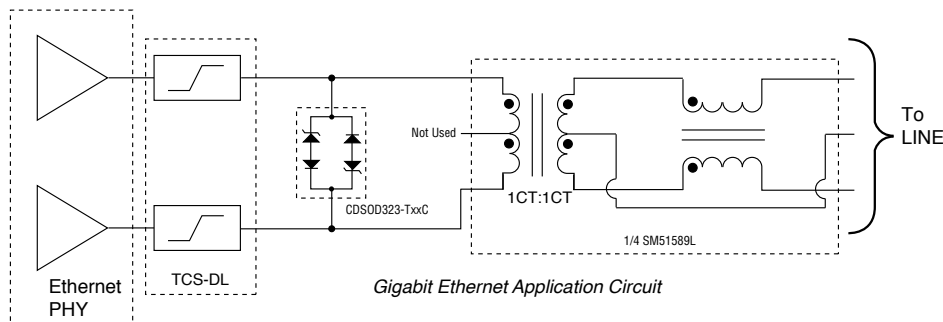 Not Used
To
LINE
CDSOD323-TxxC
1CT:1CT
1/4 SM51589L
Ethernet
PHY
TCS-DL
Gigabit Ethernet Application Circuit